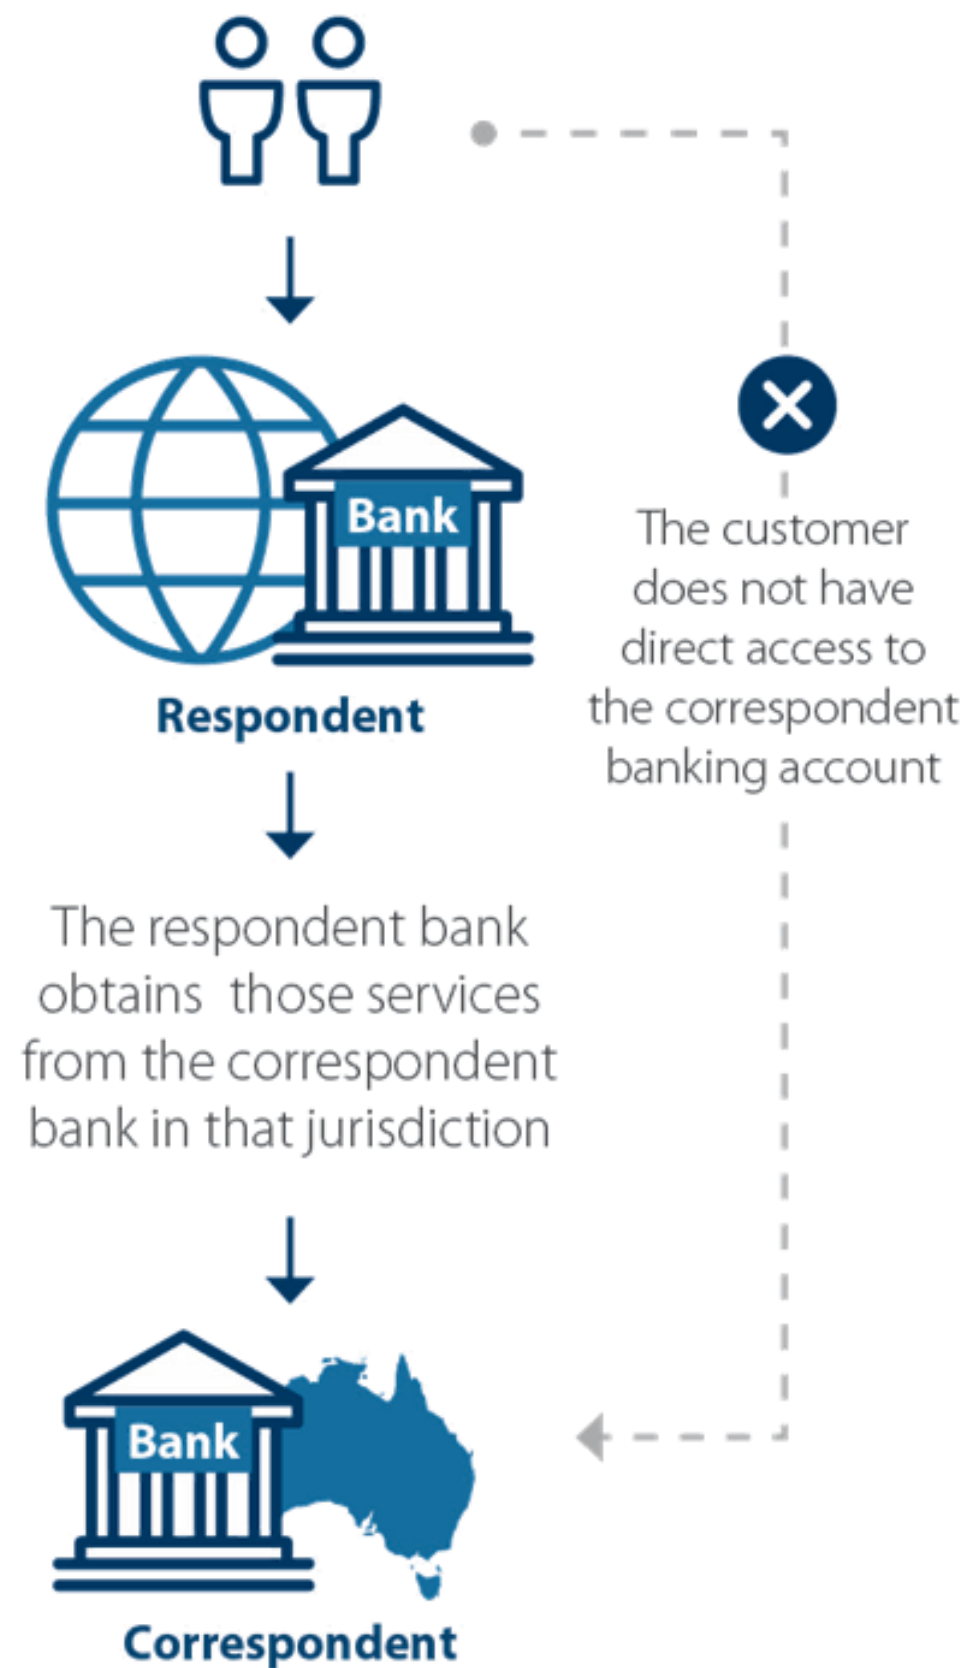 Bank
Respondent
The customer
does not have
direct access to
the correspondent
banking account
The respondent bank
obtains  those services
from the correspondent
bank in that jurisdiction
Bank
Correspondent